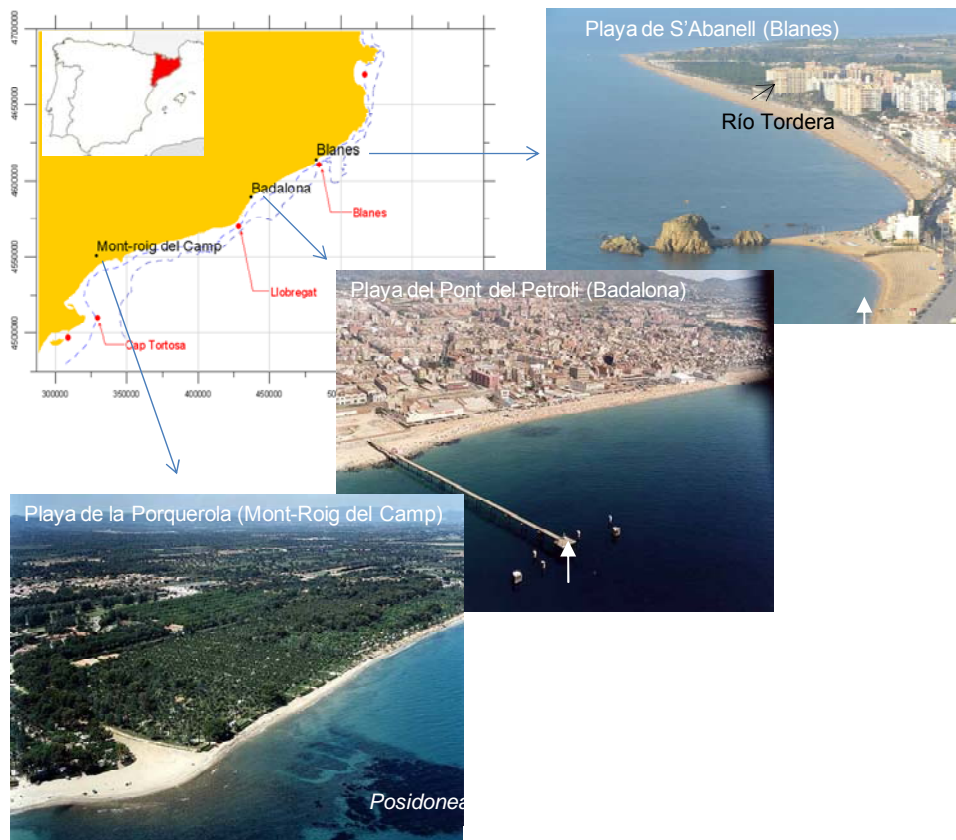 4700000
4650000
4600000
4550000
4500000
300000
350000
400000
450000
Blanes
Badalona
Mont-roig del Camp
Blanes
Llobregat
Cap Tortosa
Playa de S'Abanell (Blanes)
Río Tordera
Playa del Pont del Petroli (Badalona)
Playa de la Porquerola (Mont-Roig del Camp)
Posidonea